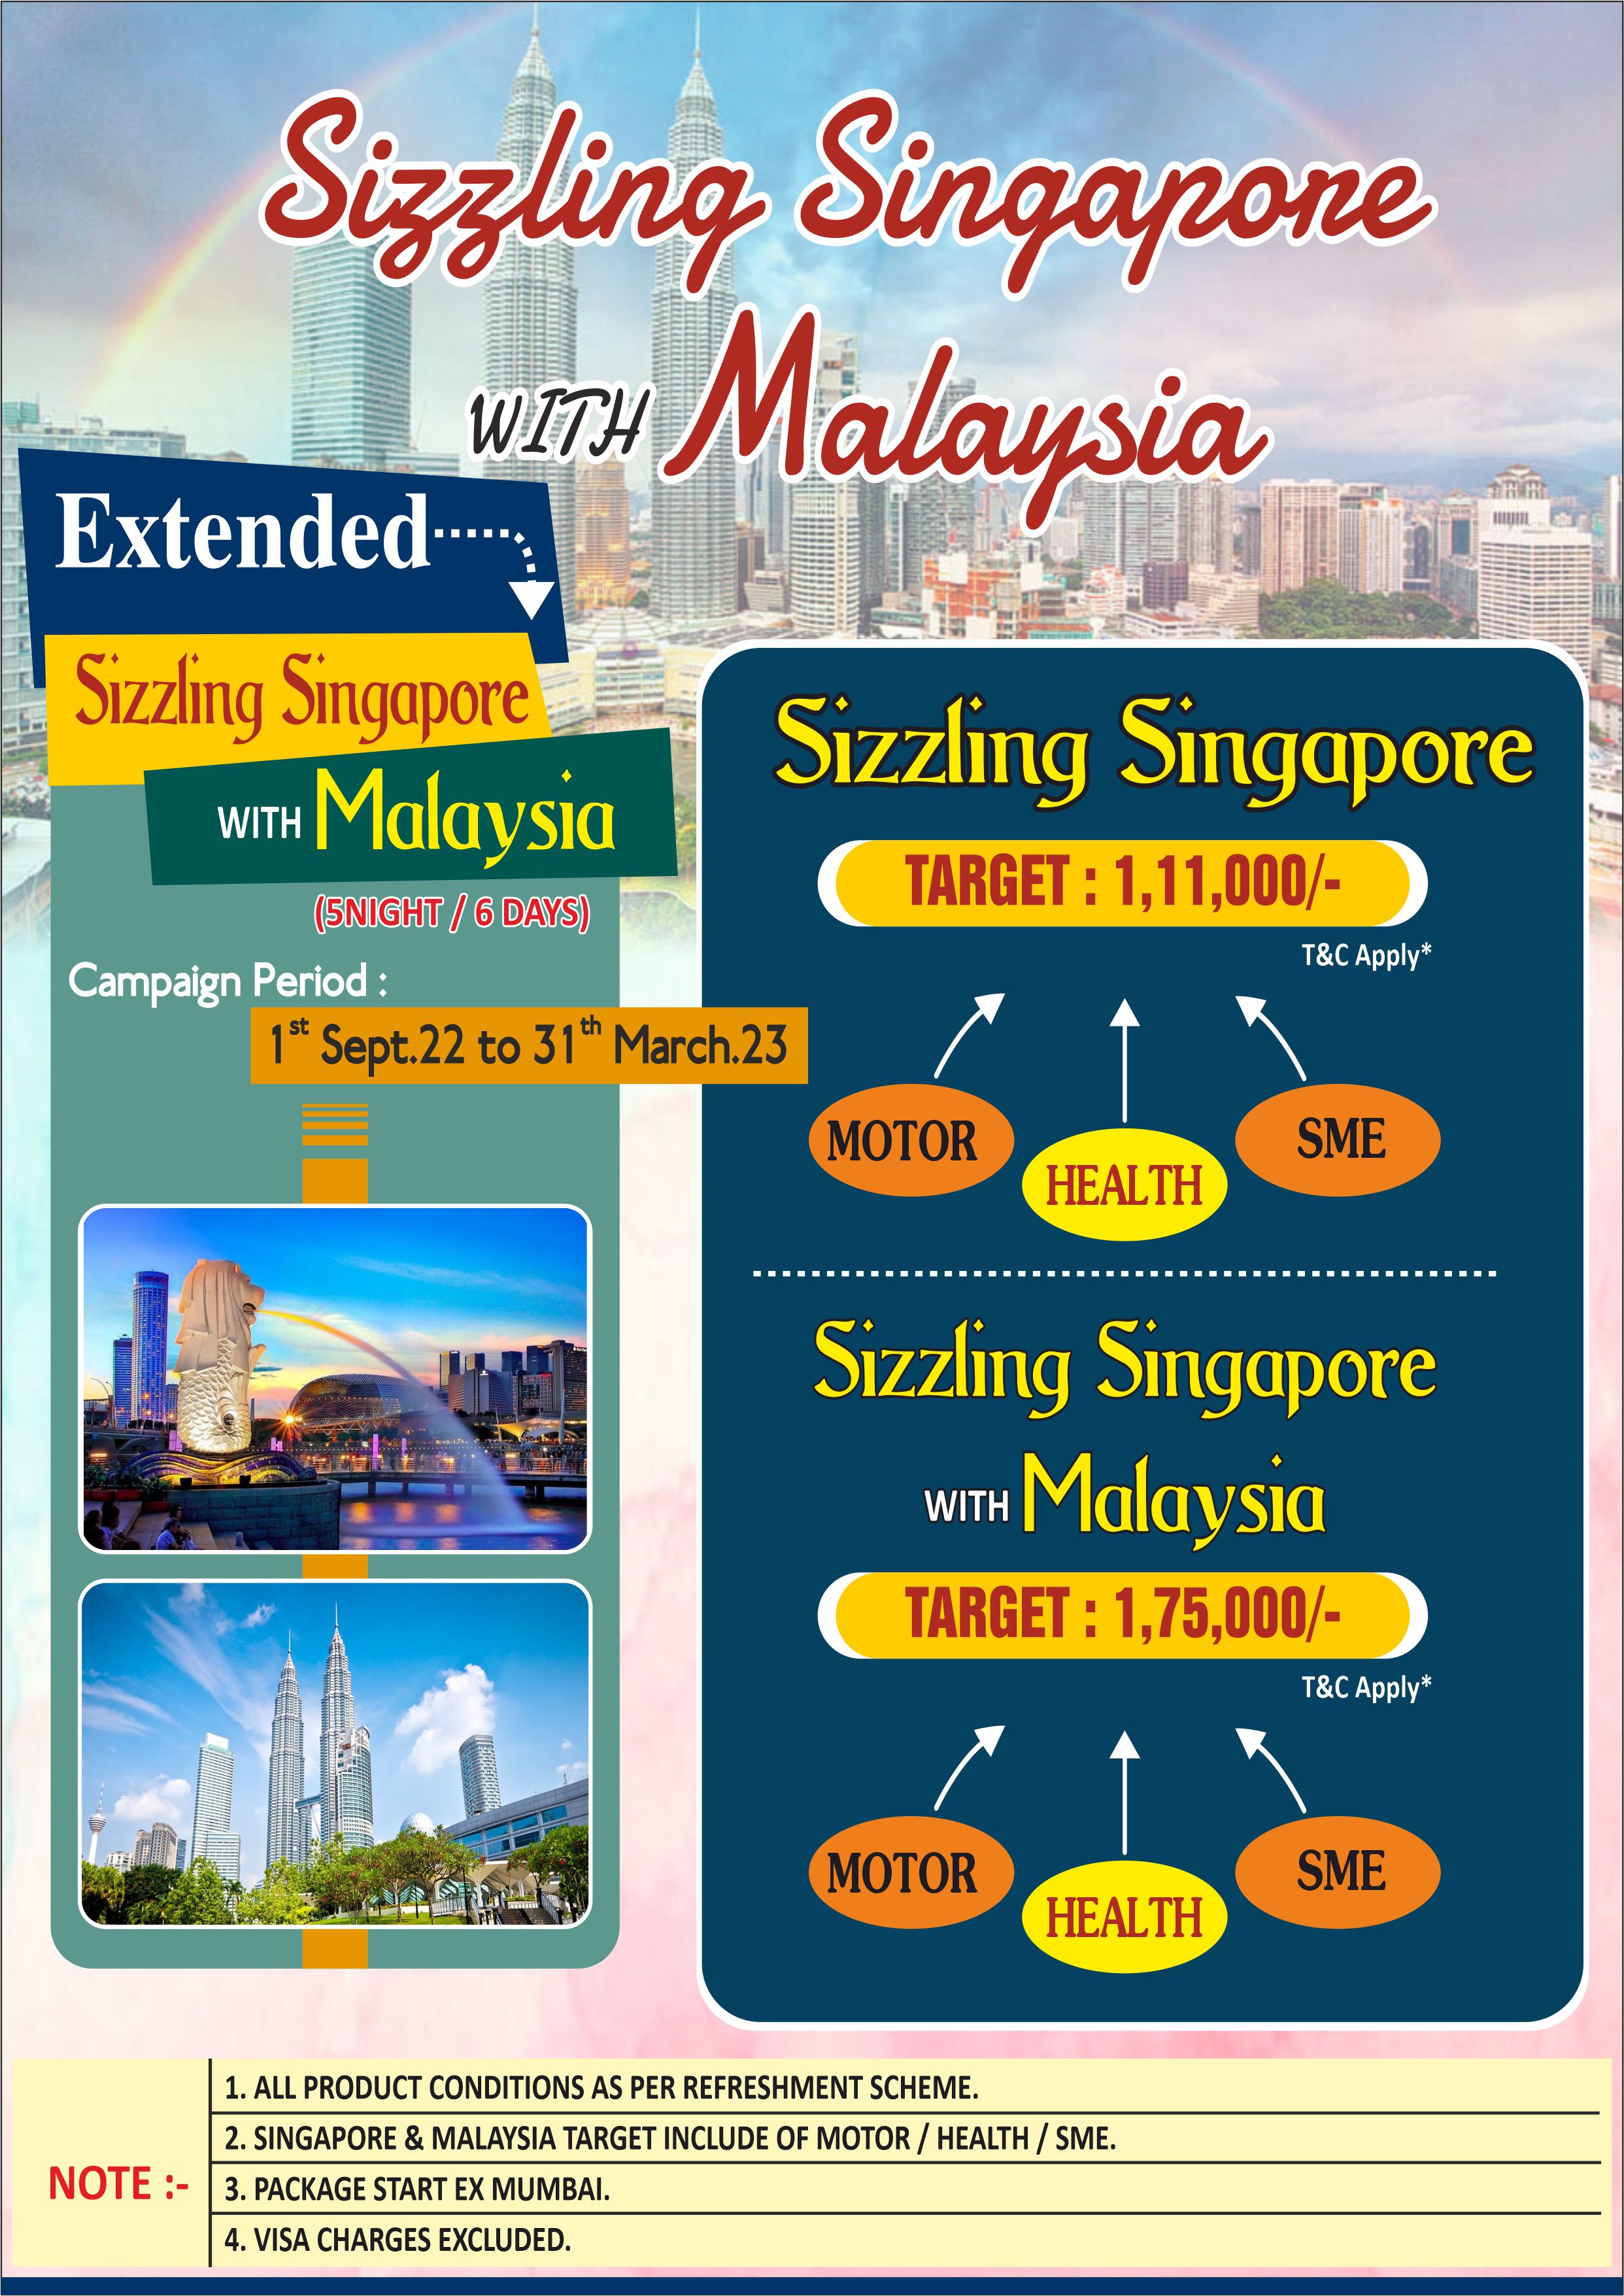 Sizzling Singapore
WITH Malaysia
Extended
Sizzling Singapore
WITH Malaysia
(5NIGHT / 6 DAYS)
Campaign Period :
1st Sept.22 to 31th March.23
Sizzling Singapore
TARGET : 1,11,000/-
T&C Apply*
MOTOR
HEALTH
SME
Sizzling Singapore
WITH Malaysia
TARGET : 1,75,000/-
T&C Apply*
MOTOR
HEALTH
SME
NOTE :-
1. ALL PRODUCT CONDITIONS AS PER REFRESHMENT SCHEME.
2. SINGAPORE & MALAYSIA TARGET INCLUDE OF MOTOR / HEALTH / SME.
3. PACKAGE START EX MUMBAI.
4. VISA CHARGES EXCLUDED.